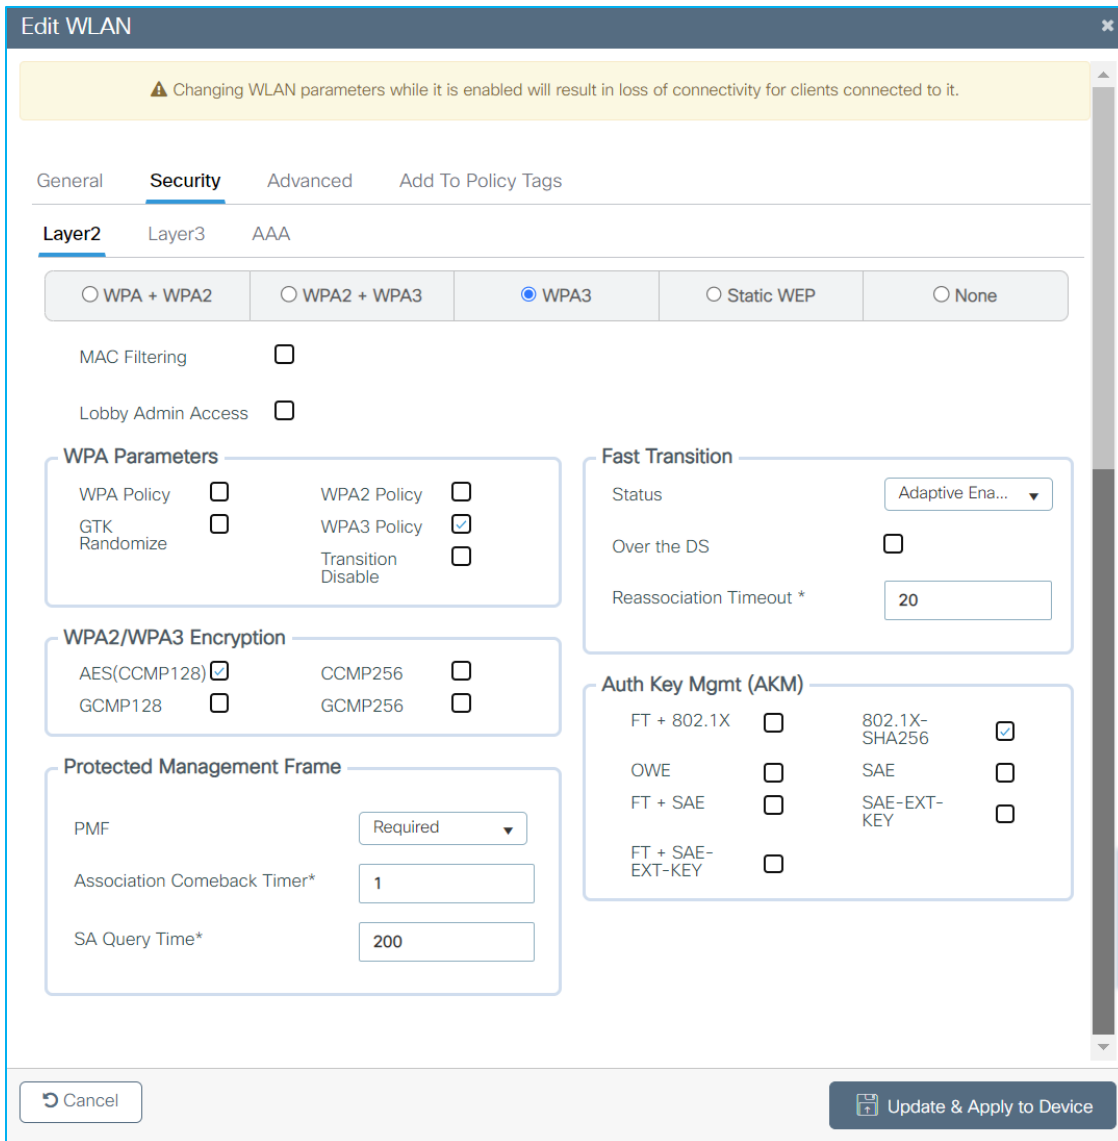 Edit WLAN
Changing WLAN parameters while it is enabled will result in loss of connectivity for clients connected to it.
General Security Advanced Add To Policy Tags
Layer2 Layer3 AAA
WPA + WPA2 WPA2 + WPA3 WPA3 Static WEP None
MAC Filtering
Lobby Admin Access
WPA Parameters
WPA Policy WPA2 Policy
GTK
Randomize
WPA3 Policy
Transition
Disable
Fast Transition
Status Adaptive Ena...
Over the DS
Reassociation Timeout * 20
WPA2/WPA3 Encryption
AES(CCMP128) CCMP256
GCMP128 GCMP256
Auth Key Mgmt (AKM)
FT + 802.1X 802.1X-
SHA256
OWE SAE
FT + SAE SAE-EXT-
KEY
FT + SAE-
EXT-KEY
Protected Management Frame
PMF Required
Association Comeback Timer* 1
SA Query Time* 200
Cancel Update & Apply to Device